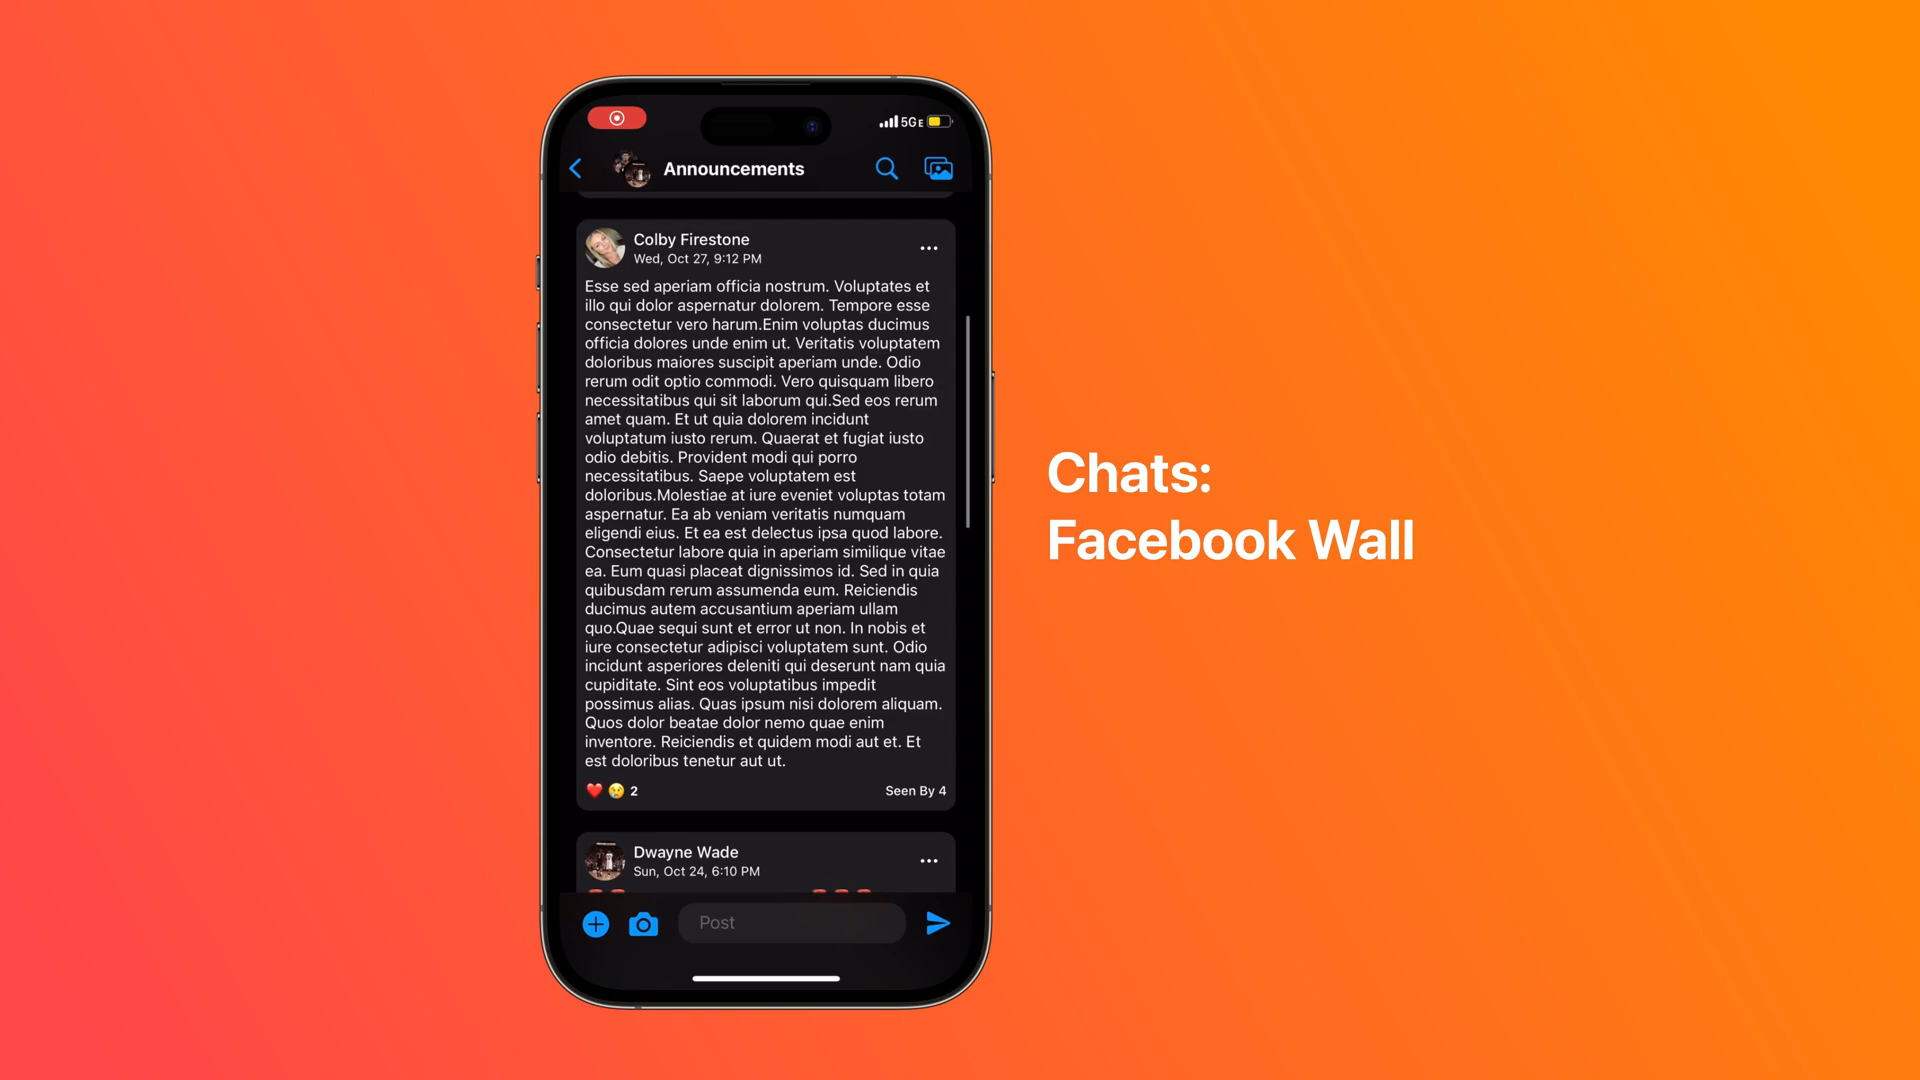 5GE
Announcements
Colby Firestone
Wed, Oct 27, 9:12 PM
Esse sed aperiam officia nostrum. Voluptates et
illo qui dolor aspernatur dolorem. Tempore esse
consectetur vero harum.Enim voluptas ducimus
officia dolores unde enim ut. Veritatis voluptatem
doloribus maiores suscipit aperiam unde. Odio
rerum odit optio commodi. Vero quisquam libero
necessitatibus qui sit laborum qui.Sed eos rerum
amet quam. Et ut quia dolorem incidunt
voluptatum iusto rerum. Quaerat et fugiat iusto
odio debitis. Provident modi qui porro
necessitatibus. Saepe voluptatem est
doloribus.Molestiae at iure eveniet voluptas totam
aspernatur. Ea ab veniam veritatis numquam
eligendi eius. Et ea est delectus ipsa quod labore.
Consectetur labore quia in aperiam similique vitae
ea. Eum quasi placeat dignissimos id. Sed in quia
quibusdam rerum assumenda eum. Reiciendis
ducimus autem accusantium aperiam ullam
quo.Quae sequi sunt et error ut non. In nobis et
iure consectetur adipisci voluptatem sunt. Odio
incidunt asperiores deleniti qui deserunt nam quia
cupiditate. Sint eos voluptatibus impedit
possimus alias. Quas ipsum nisi dolorem aliquam.
Quos dolor beatae dolor nemo quae enim
inventore. Reiciendis et quidem modi aut et. Et
est doloribus tenetur aut ut.
❤️ 😢 2
Seen By 4
Dwayne Wade
Sun, Oct 24, 6:10 PM
Post
Chats:
Facebook Wall